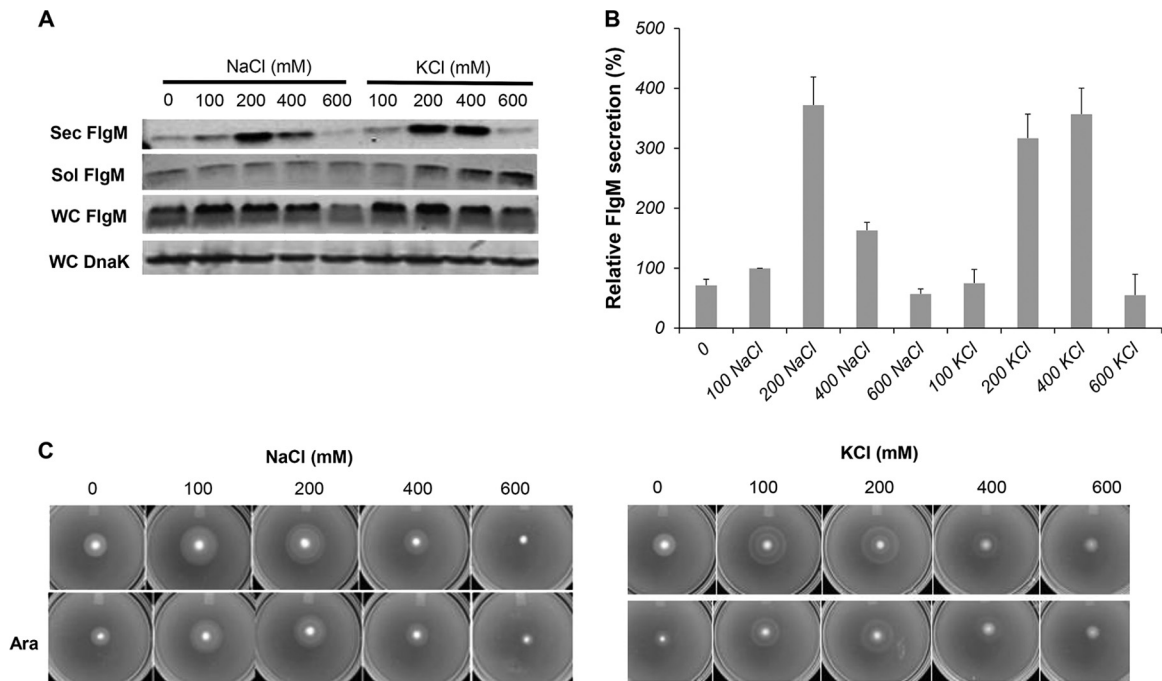 A
NaCl (mM)
KCl (mM)
0 100 200 400 600 100 200 400 600
Sec FlgM
Sol FlgM
WC FlgM
WC DnaK
B
Relative FlgM secretion (%)
500
400
300
200
100
0
0
100 NaCl
200 NaCl
400 NaCl
600 NaCl
100 KCl
200 KCl
400 KCl
600 KCl
C
NaCl (mM)
KCl (mM)
0 100 200 400 600
0 100 200 400 600
Ara